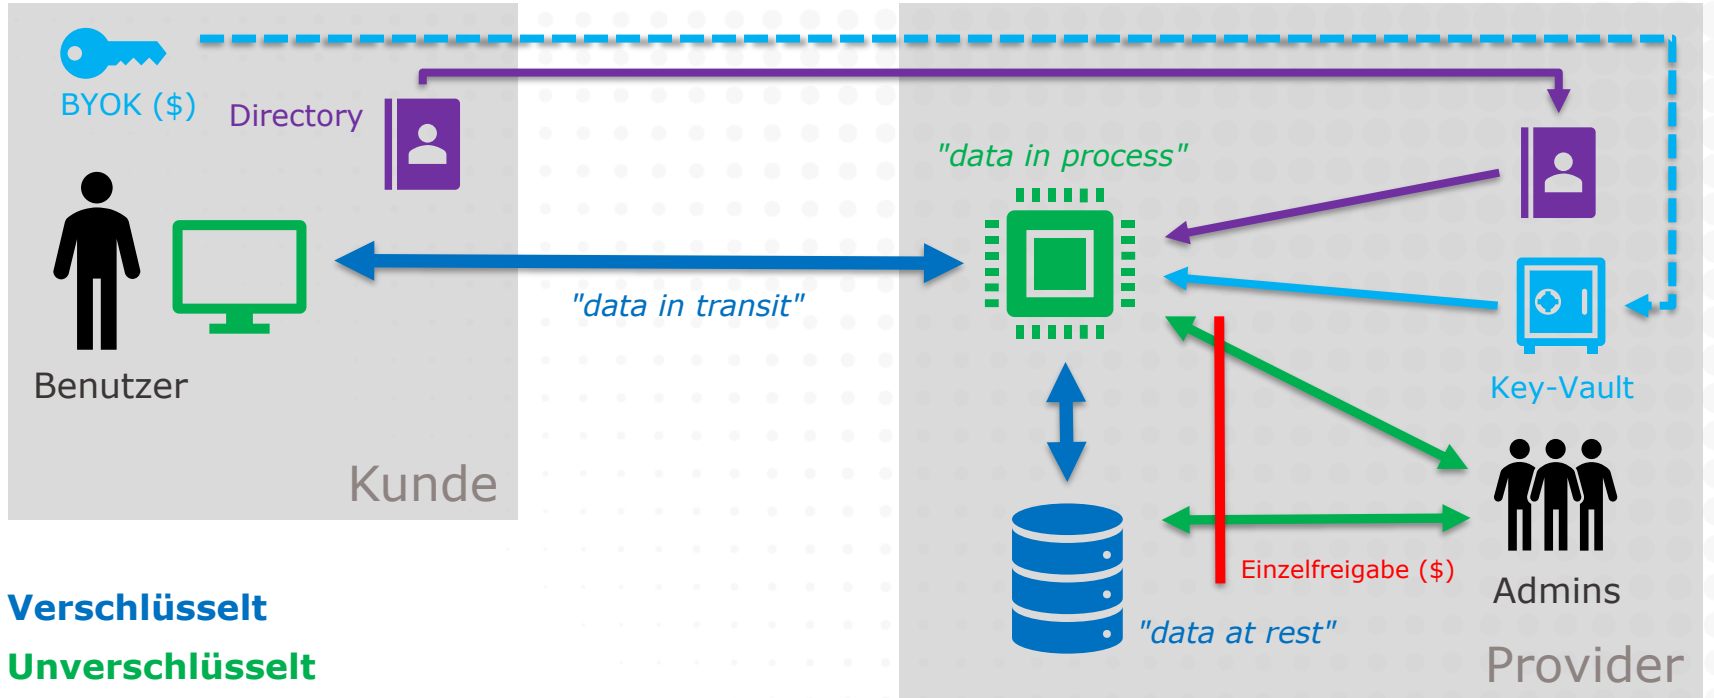 BYOK ($)
Directory
"data in process"
"data in transit"
Benutzer
Key-Vault
Kunde
Einzelfreigabe ($)
Admins
Verschlüsselt
"data at rest"
Unverschlüsselt
Provider